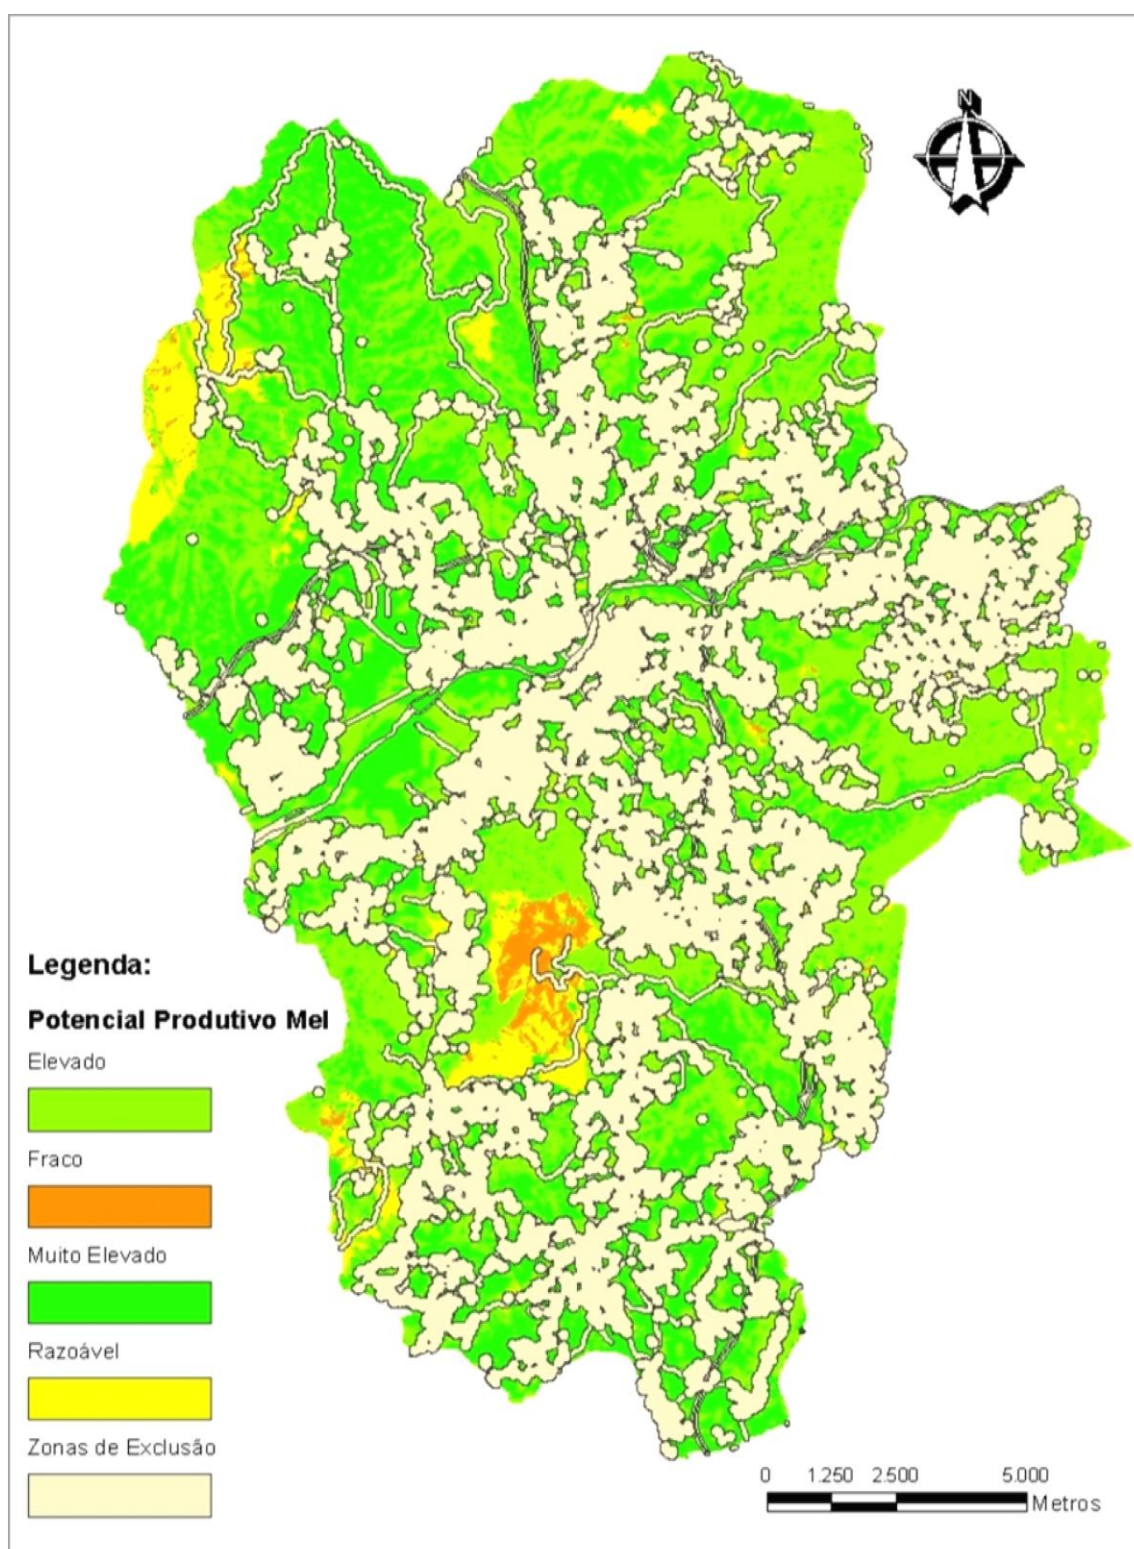 N
Legenda:
Potencial Produtivo Mel
Elevado
Fraco
Muito Elevado
Razoável
Zonas de Exclusão
0 1.250 2.500 5.000
Metros